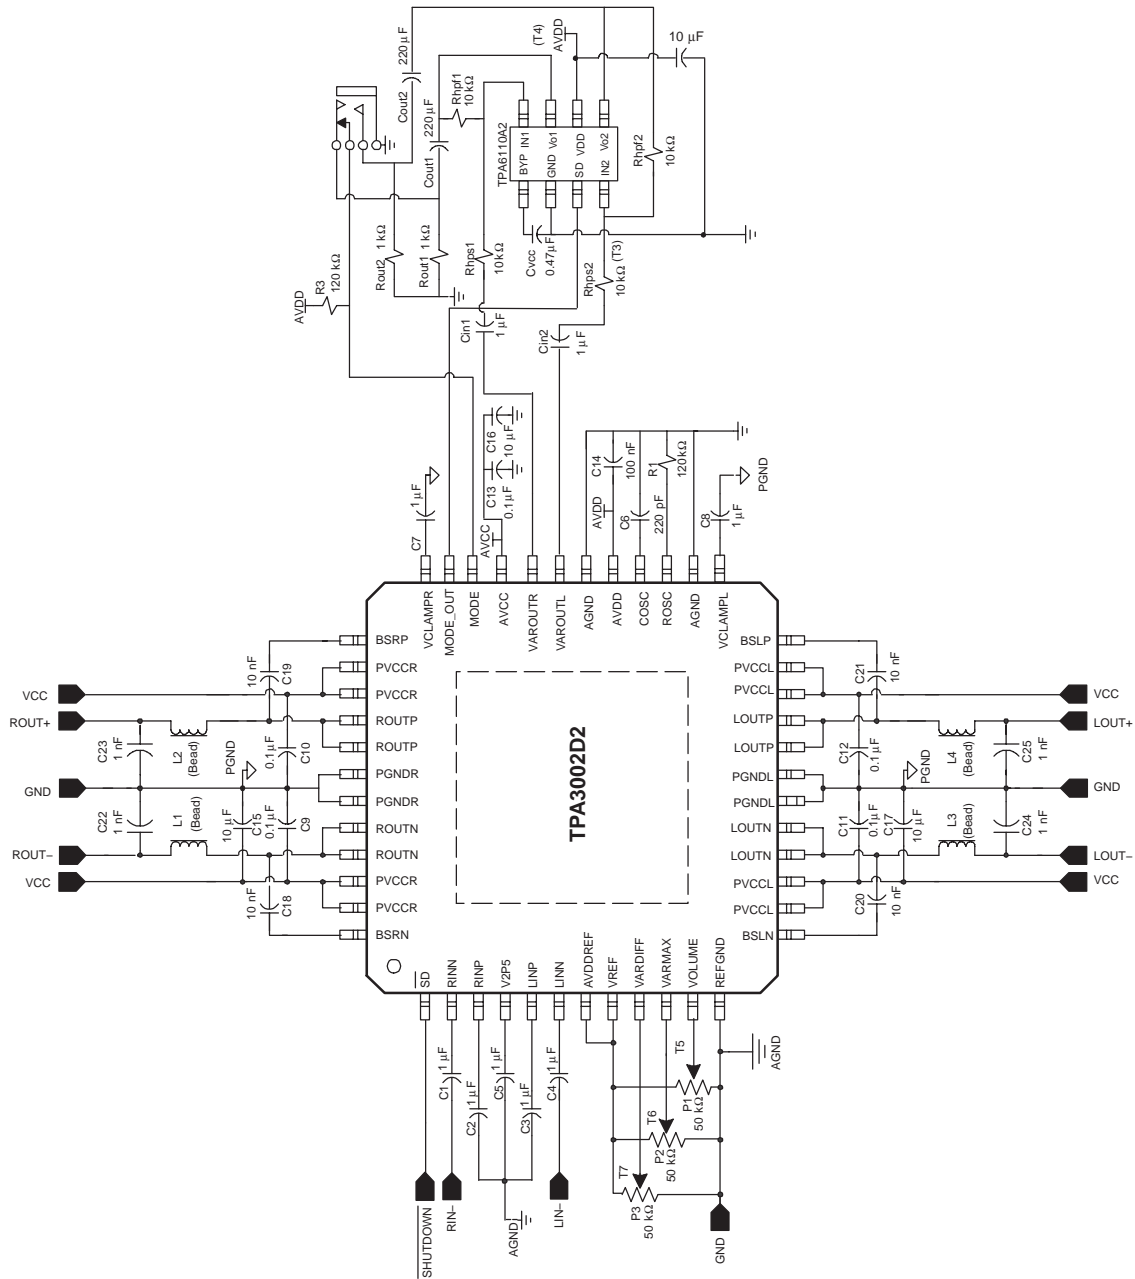 220 µF
Cout2
220 µF
Cout1
Rhpf1
10 kΩ
(T4)
AVDD
10 µF
TPA6110A2
BYP IN1
GND Vo1
SD VDD
IN2 Vo2
Rhpf2
10 kΩ
AVDD
R3
120 kΩ
Rout2 1 kΩ
Rout1 1 kΩ
Rhps1
10 kΩ
Cvcc
0.47 µF
Rhps2
10 kΩ
(T3)
Cin1
1 µF
Cin2
1 µF
C7
1 µF
AVCC
C13
0.1 µF
C16
10 µF
AVDD
C14
100 nF
C6
220 pF
R1
120 kΩ
C8
1 µF
PGND
VCLAMPR
MODE_OUT
MODE
AVCC
VAROUTR
VAROUTL
AGND
AVDD
COSC
ROSC
AGND
VCLAMPL
BSRP
PVCCR
PVCCR
ROUTP
ROUTP
PGNDR
PGNDR
ROUTN
ROUTN
PVCCR
PVCCR
BSRN
TPA3002D2
BSLP
PVCCL
PVCCL
LOUTP
LOUTP
PGNDL
PGNDL
LOUTN
LOUTN
PVCCL
PVCCL
BSLN
VCC
ROUT+
GND
ROUT–
VCC
10 nF
C19
C23
1 nF
L2
(Bead)
PGND
0.1 µF
C10
C22
1 nF
L1
(Bead)
10 µF
C15
0.1 µF
C9
10 nF
C18
C21
10 nF
C12
0.1 µF
PGND
L4
(Bead)
C25
1 nF
C11
0.1 µF
C17
10 µF
L3
(Bead)
C24
1 nF
C20
10 nF
VCC
LOUT+
GND
LOUT–
VCC
SD
RINN
RINP
V2P5
LINP
LINN
AVDDREF
VREF
VARDIFF
VARMAX
VOLUME
REFGND
C1
1 µF
C2
1 µF
C5
1 µF
C3
1 µF
C4
1 µF
T5
P1
50 kΩ
T6
P2
50 kΩ
T7
P3
50 kΩ
AGND
SHUTDOWN
RIN–
AGND
LIN–
GND